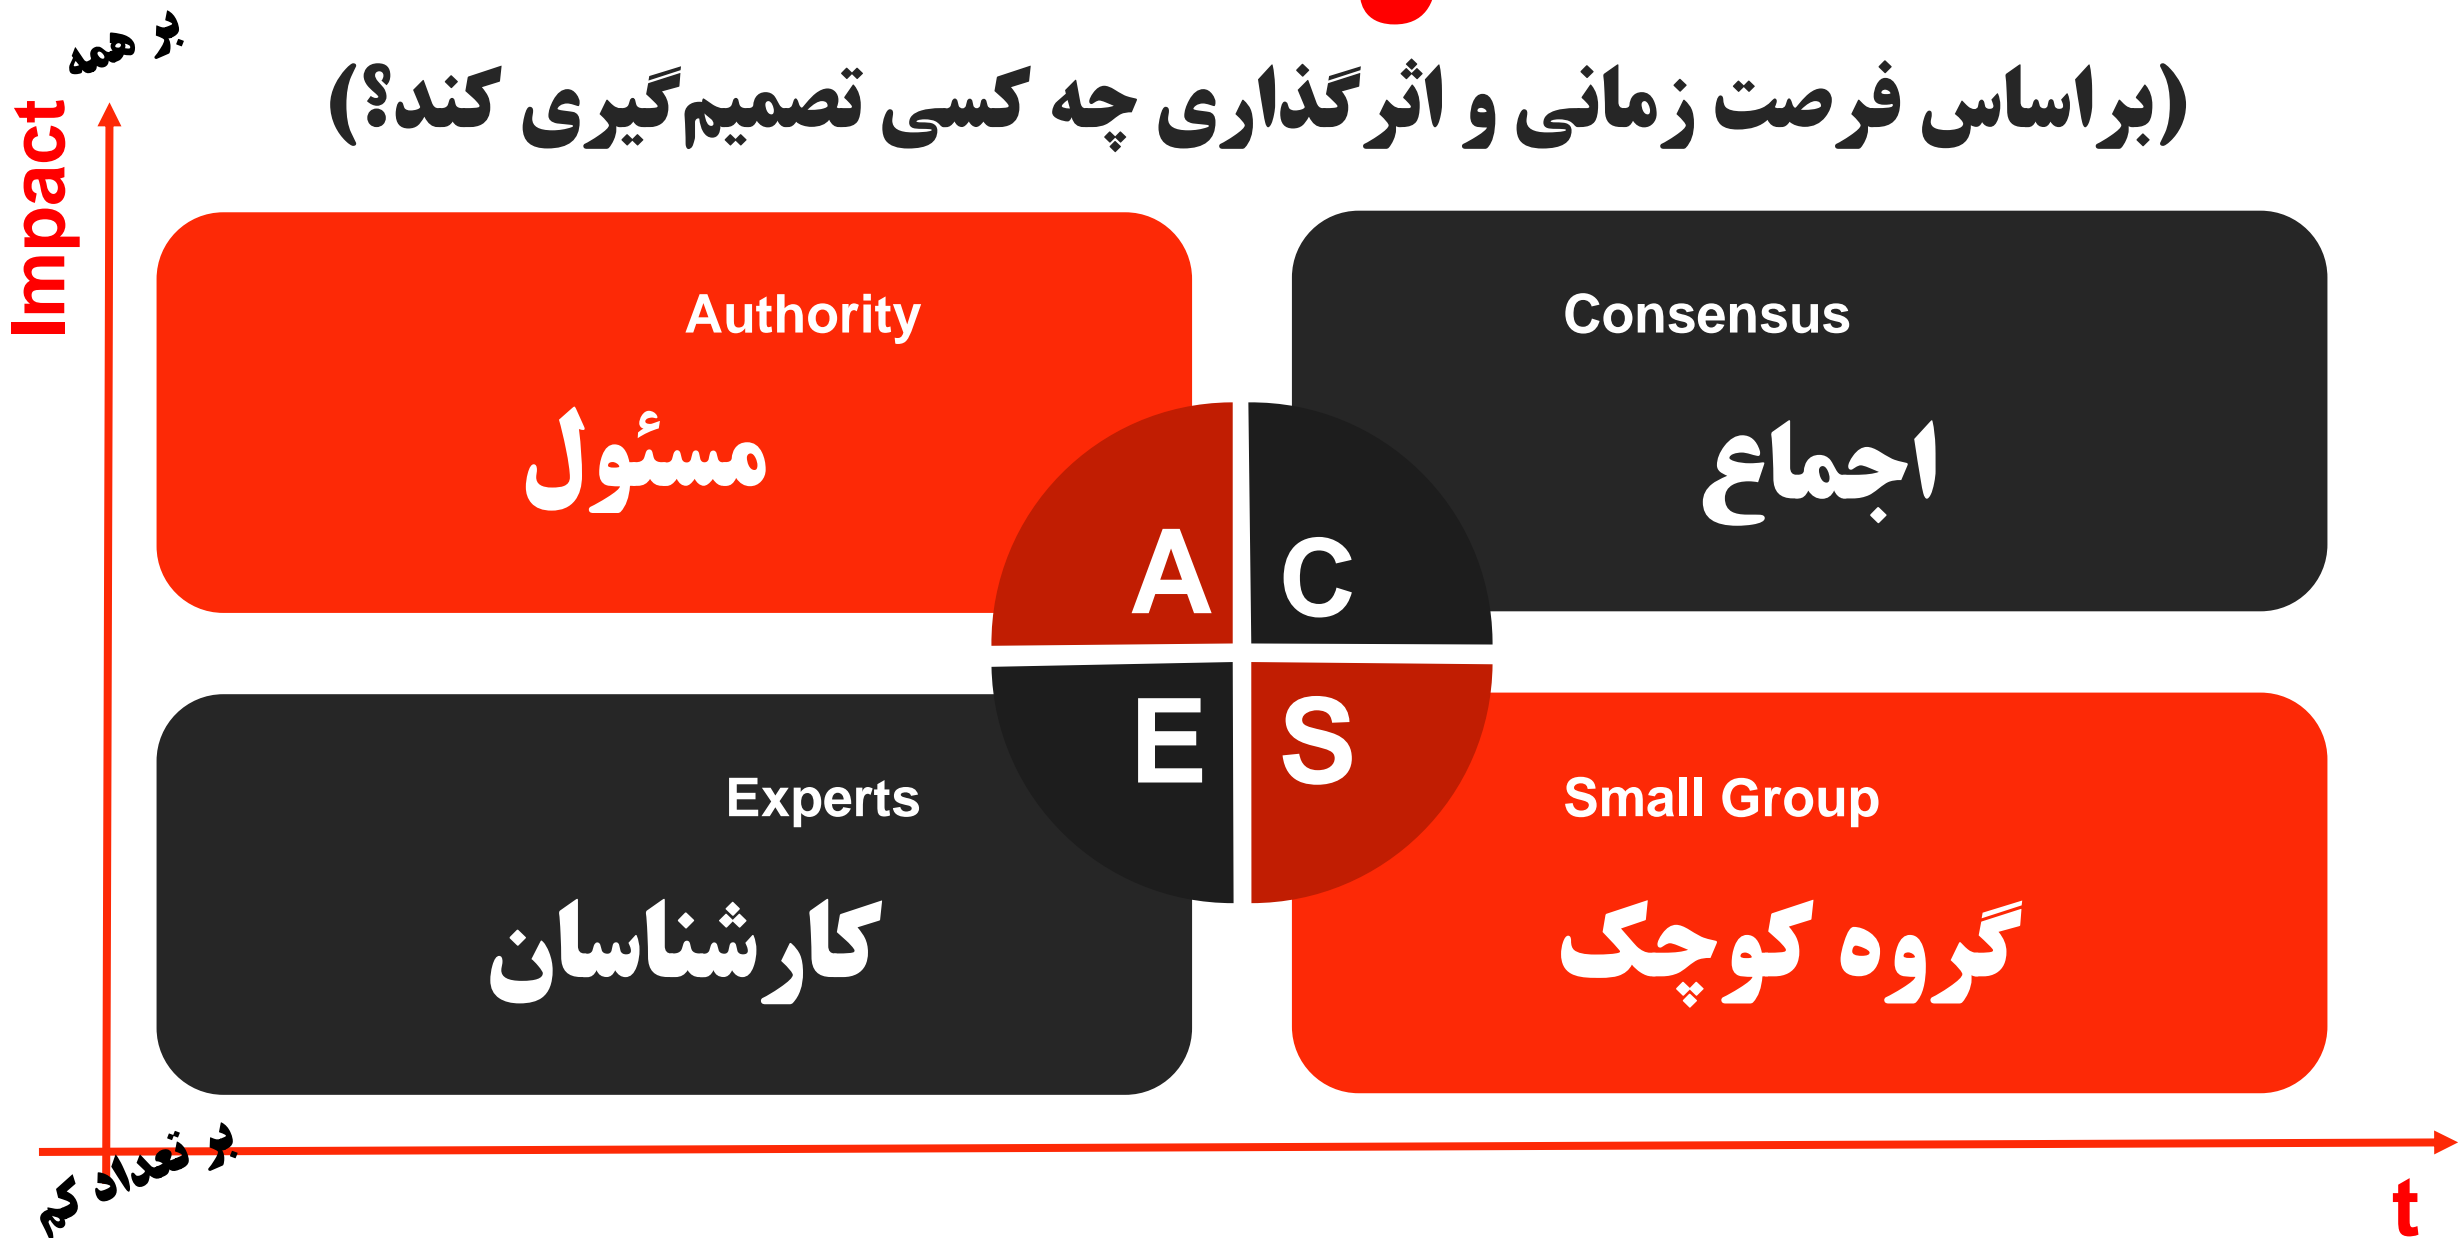 بر همه
(براساس فرصت زمانی و اثرگذاری چه کسی تصمیم‌گیری کند؟)
Impact
Authority
مسئول
Consensus
اجماع
A
C
E
S
Experts
کارشناسان
Small Group
گروه کوچک
بر تعداد کم
t